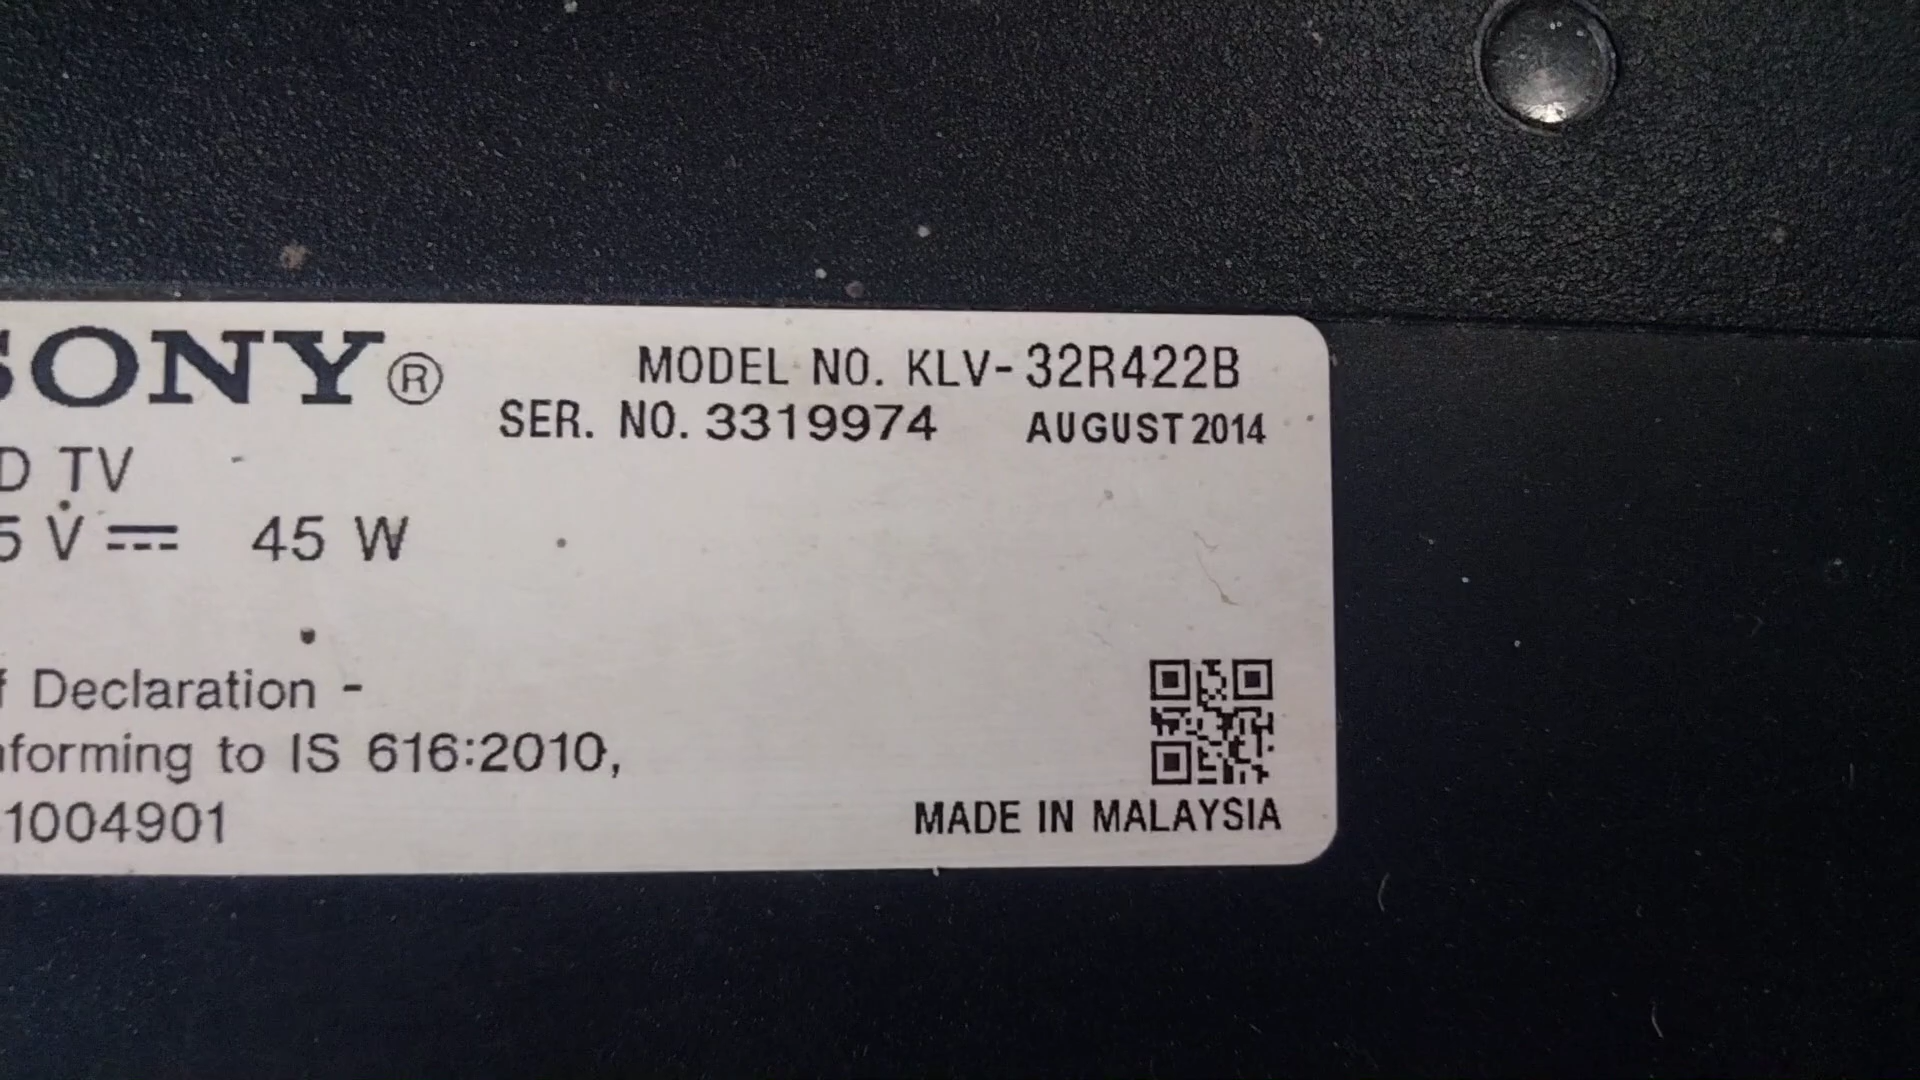 SONY®
MODEL NO. KLV-32R422B
SER. NO. 3319974 AUGUST 2014
D TV
5 V 45 W
f Declaration -
nforming to IS 616:2010,
1004901
MADE IN MALAYSIA